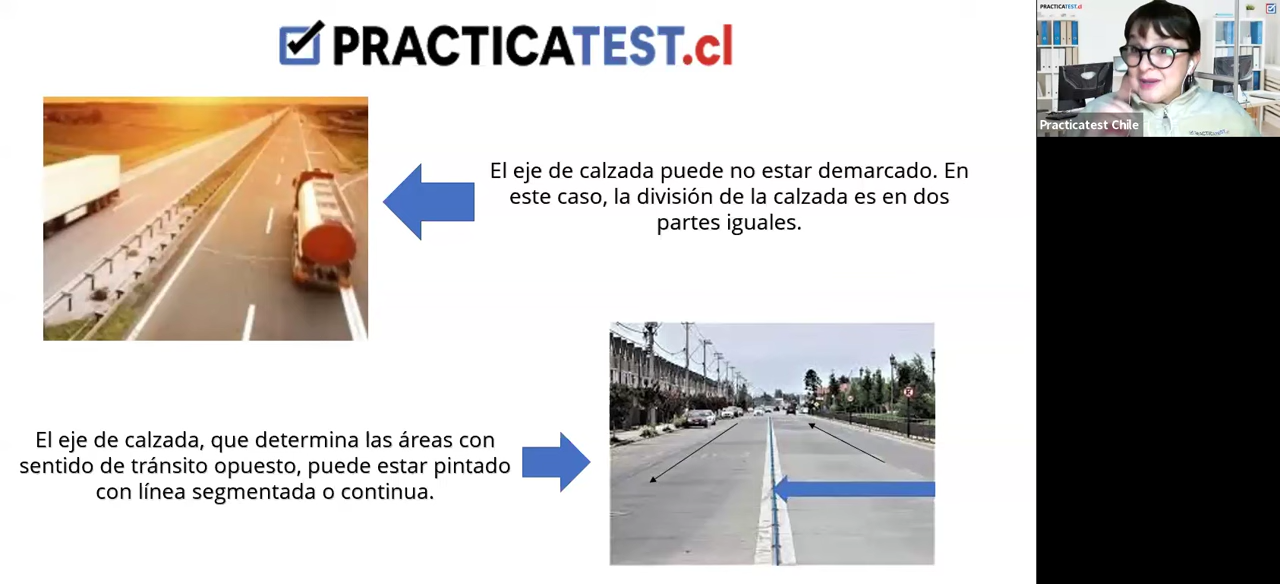 PRACTICATEST.cl
El eje de calzada puede no estar demarcado. En
este caso, la división de la calzada es en dos
partes iguales.
El eje de calzada, que determina las áreas con
sentido de tránsito opuesto, puede estar pintado
con línea segmentada o continua.
PRACTICATEST.cl
Practicatest Chile